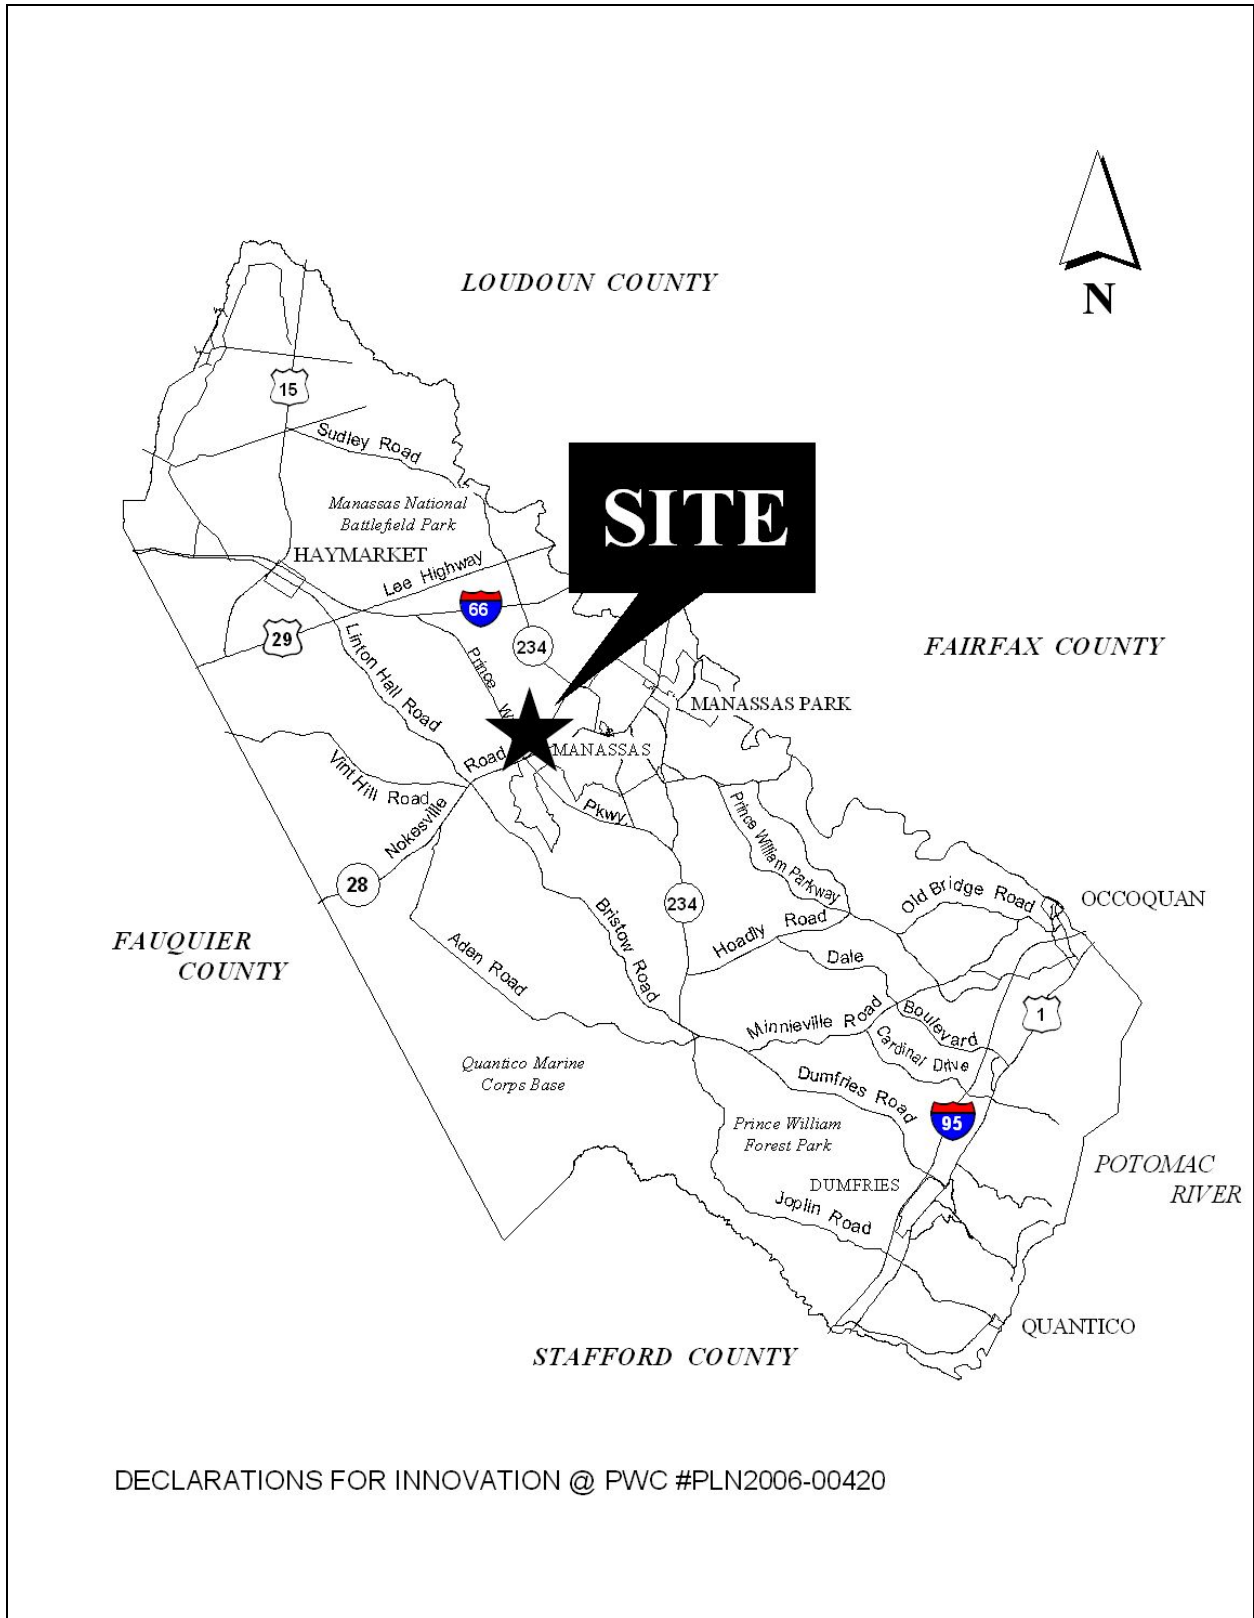 N
LOUDOUN COUNTY
15
Sudley Road
SITE
Manassas National
Battlefield Park
HAYMARKET
Lee Highway
66
29
234
Linton Hall Road
Prince
FAIRFAX COUNTY
MANASSAS PARK
MANASSAS
Road
Vint Hill Road
Pkwy
Nokesville
Prince William Parkway
28
234
Old Bridge Road
OCCOQUAN
Hoadly Road
Bristow Road
FAUQUIER
COUNTY
Aden Road
Dale
Boulevard
1
Minnieville Road
Cardinal Drive
Quantico Marine
Corps Base
Dumfries Road
95
Prince William
Forest Park
POTOMAC
RIVER
DUMFRIES
Joplin Road
QUANTICO
STAFFORD COUNTY
DECLARATIONS FOR INNOVATION @ PWC #PLN2006-00420